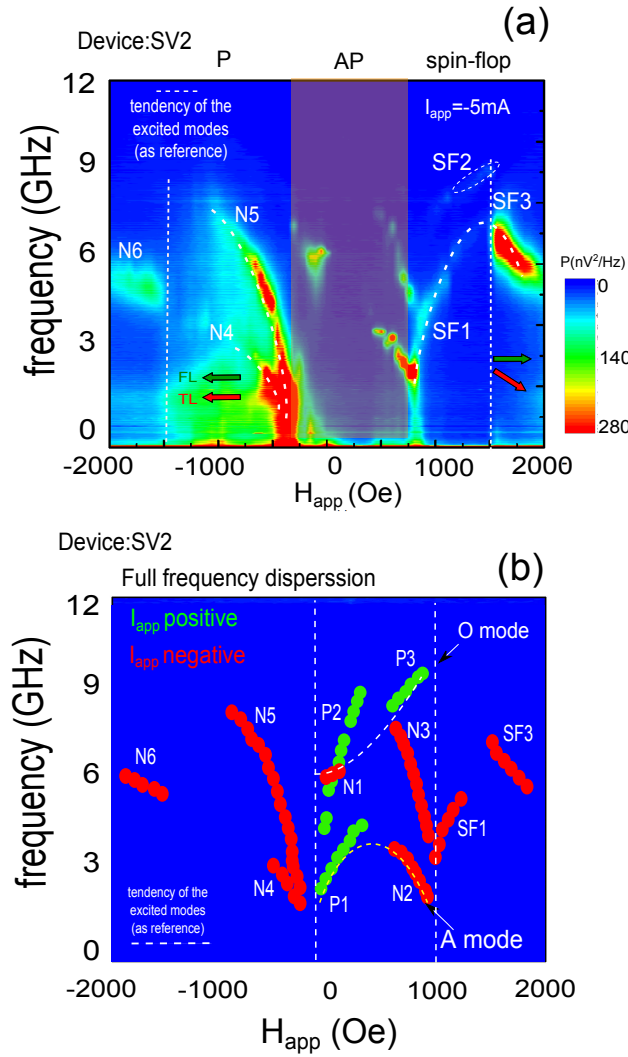 (a)
Device:SV2
P AP spin-flop
12
9
6
3
0
frequency (GHz)
tendency of the
excited modes
(as reference)
I_app=-5mA
SF2
SF3
N5
N6
N4
SF1
FL
TL
P(nV²/Hz)
0
140
280
-2000 -1000 0 1000 2000
H_app (Oe)
Device:SV2
(b)
Full frequency disperssion
12
9
6
3
0
frequency (GHz)
I_app positive
I_app negative
O mode
P3
N5
P2
N3
N6
N1
SF3
SF1
N4
P1
N2
tendency of the
excited modes
(as reference)
A mode
-2000 -1000 0 1000 2000
H_app (Oe)